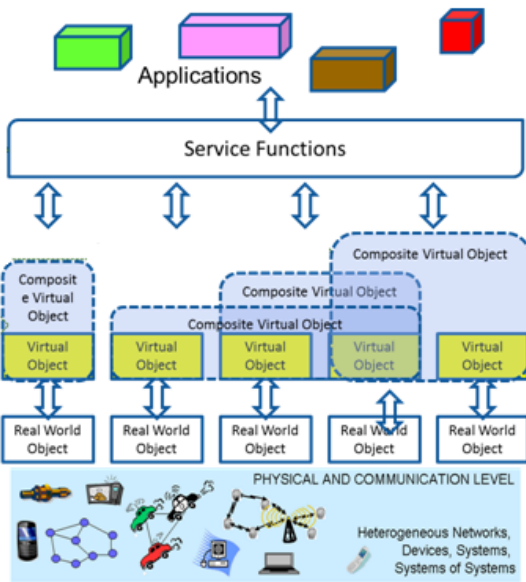 Applications
Service Functions
Composite Virtual Object
Composit
e Virtual
Object
Composite Virtual Object
Composite Virtual Object
Virtual
Object
Virtual
Object
Virtual
Object
Virtual
Object
Virtual
Object
Real World
Object
Real World
Object
Real World
Object
Real World
Object
Real World
Object
PHYSICAL AND COMMUNICATION LEVEL
Heterogeneous Networks,
Devices, Systems,
Systems of Systems